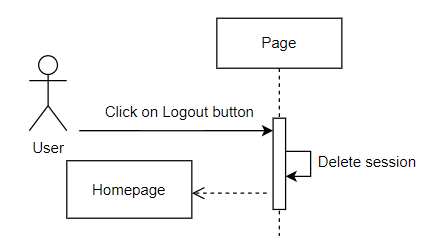 Page
Click on Logout button
User
Delete session
Homepage